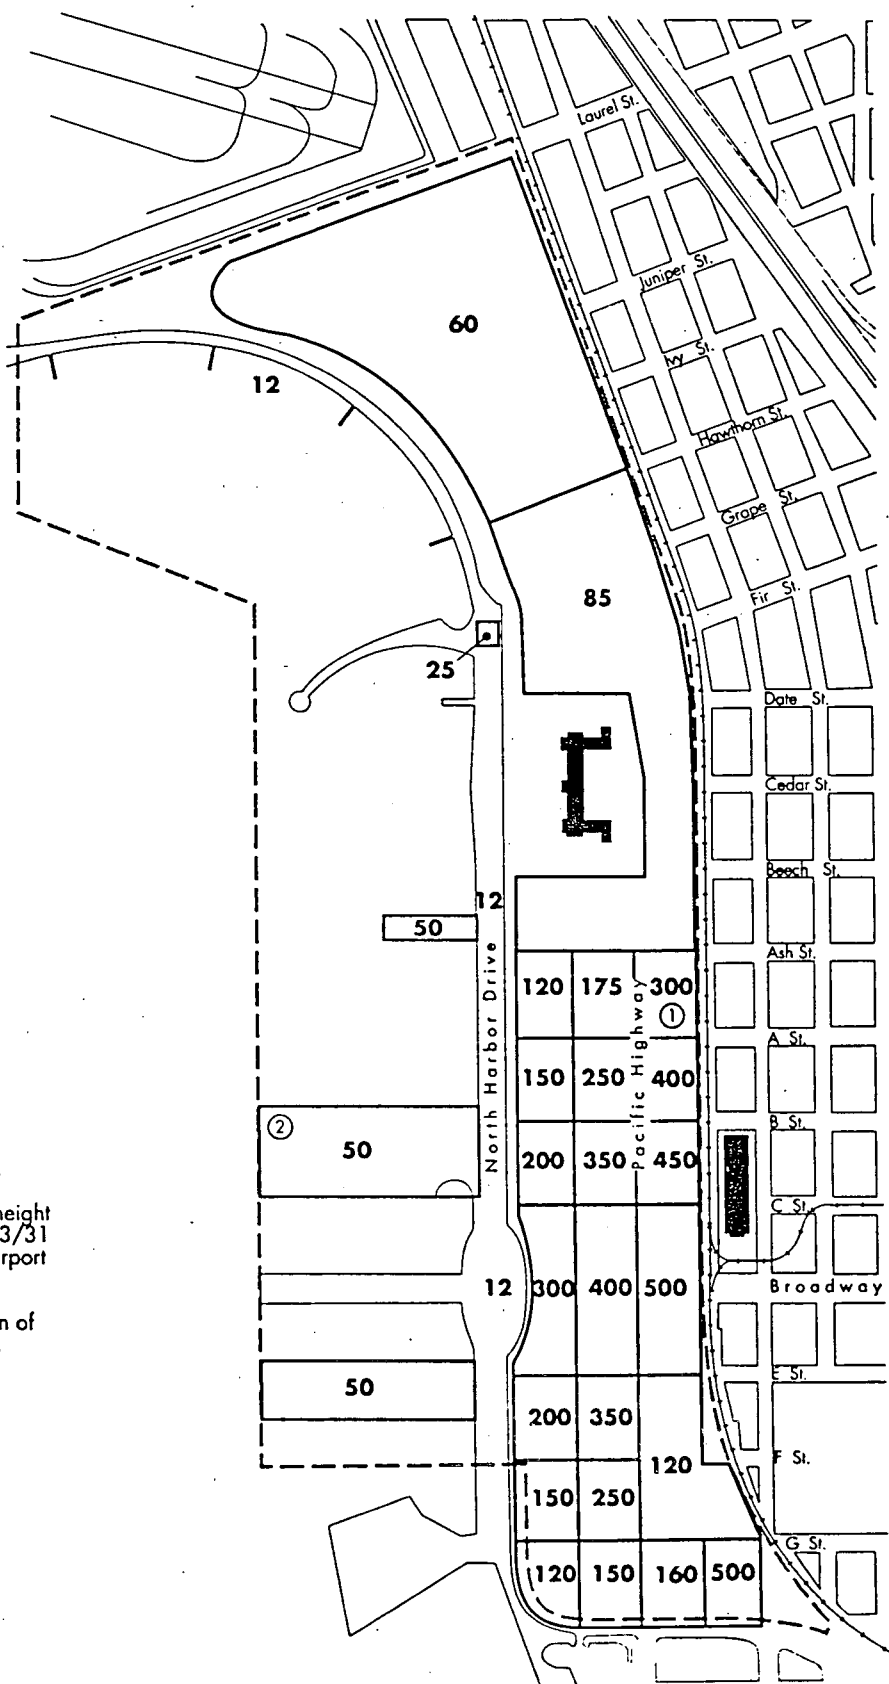 Laurel St.
Juniper St.
60
Ivy St.
12
Hawthorn St.
Grape St.
85
Fir St.
25
Date St.
Cedar St.
Beech St.
12
50
North Harbor Drive
Ash St.
120 175 300
Pacific Highway
1
A St.
150 250 400
B St.
2
50
200 350 450
C St.
height
3/31
rport
12 300 400 500
Broadway
n of
E St.
50
200 350
F St.
120
150 250
G St.
120 150 160 500